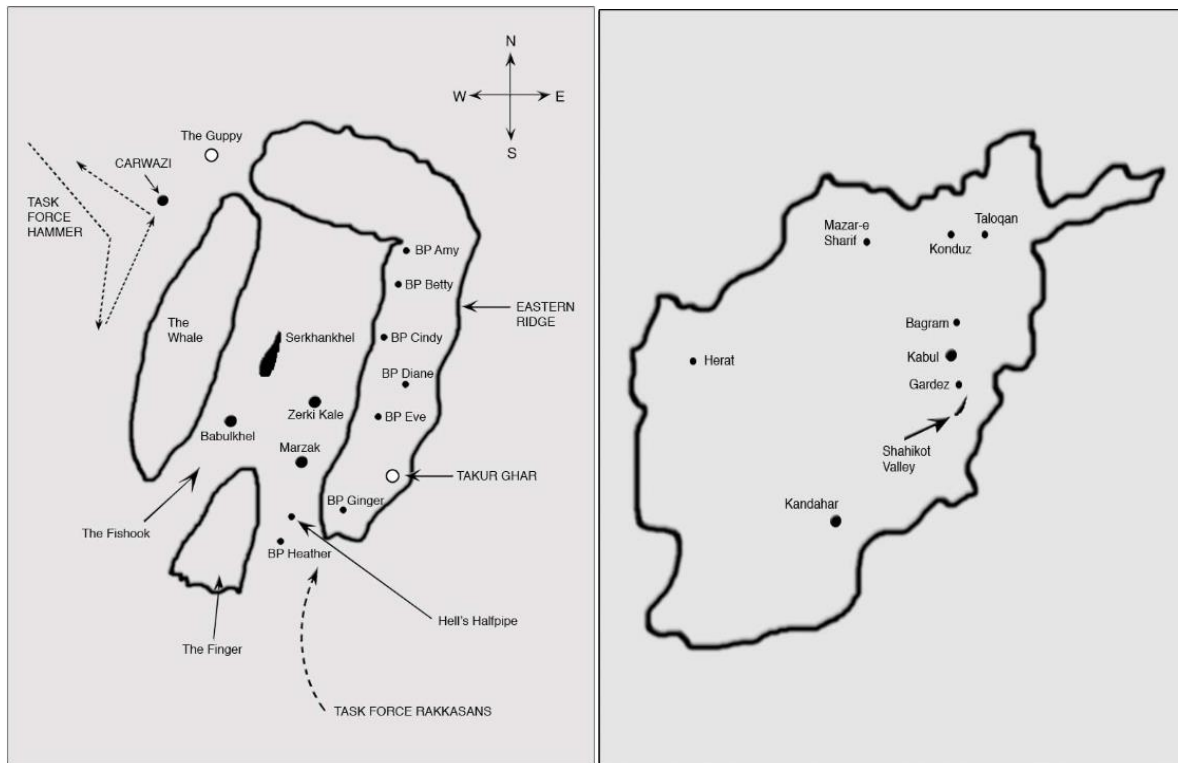 N
W
E
S
The Guppy
CARWAZI
TASK
FORCE
HAMMER
BP Amy
BP Betty
EASTERN
RIDGE
The
Whale
Serkhankhel
BP Cindy
BP Diane
Zerki Kale
BP Eve
Babulkhel
Marzak
TAKUR GHAR
BP Ginger
The Fishook
BP Heather
Hell's Halfpipe
The Finger
TASK FORCE RAKKASANS
Mazar-e
Sharif
Taloqan
Konduz
Bagram
Herat
Kabul
Gardez
Shahikot
Valley
Kandahar